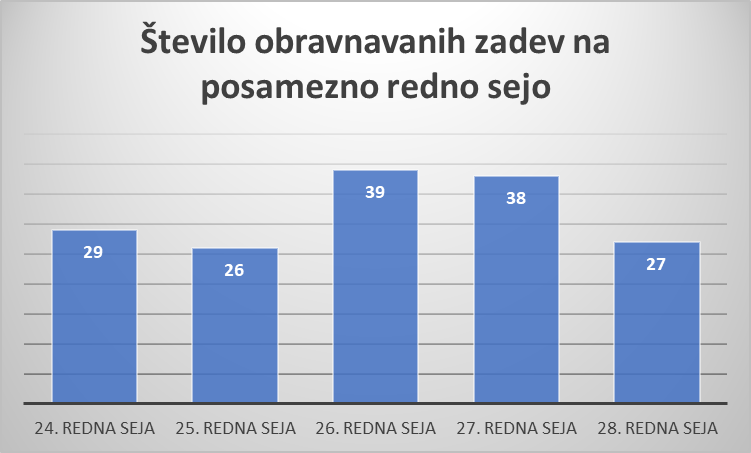 Število obravnavanih zadev na
posamezno redno sejo
29
26
39
38
27
24. REDNA SEJA
25. REDNA SEJA
26. REDNA SEJA
27. REDNA SEJA
28. REDNA SEJA